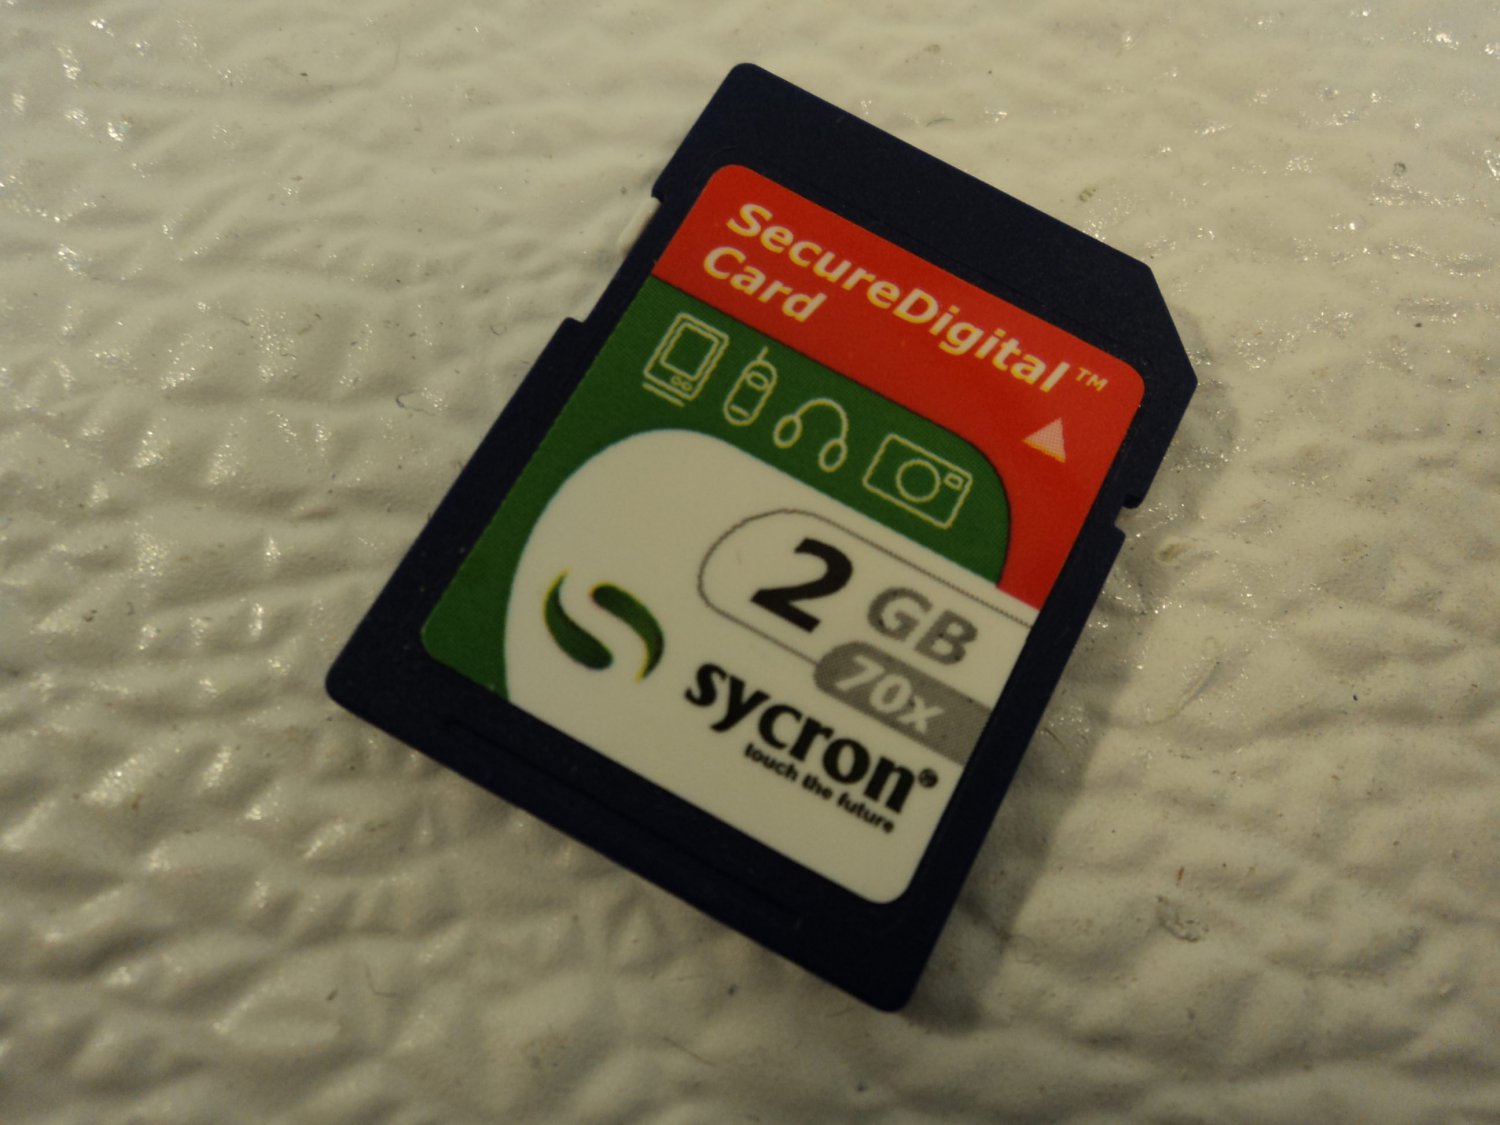 SecureDigital™
Card
2 GB
70x
sycron®
touch the future